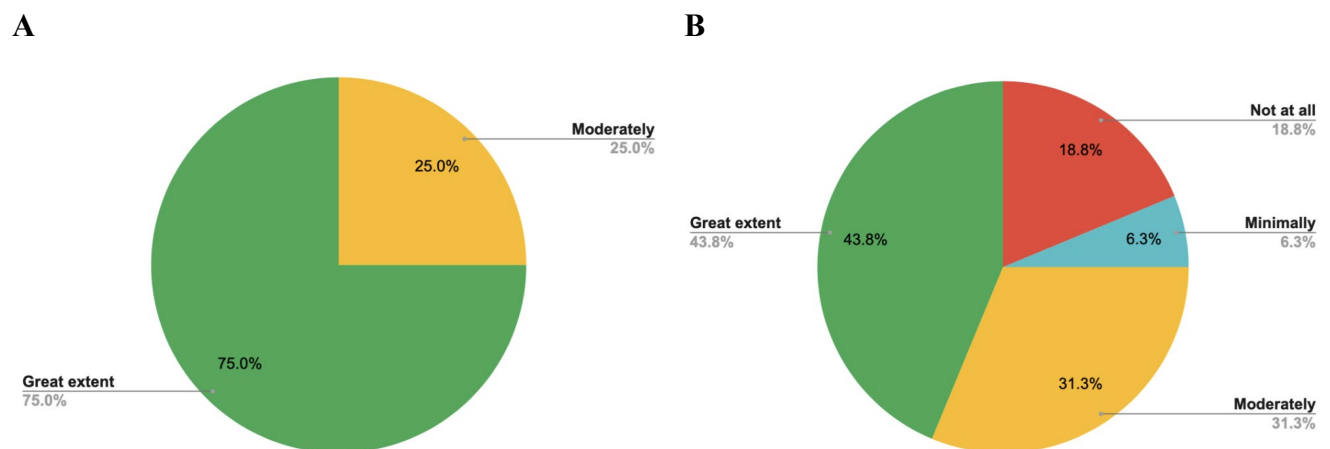 A
Moderately
25.0%
25.0%
75.0%
Great extent
75.0%
B
Not at all
18.8%
18.8%
Great extent
43.8%
43.8%
Minimally
6.3%
6.3%
31.3%
Moderately
31.3%